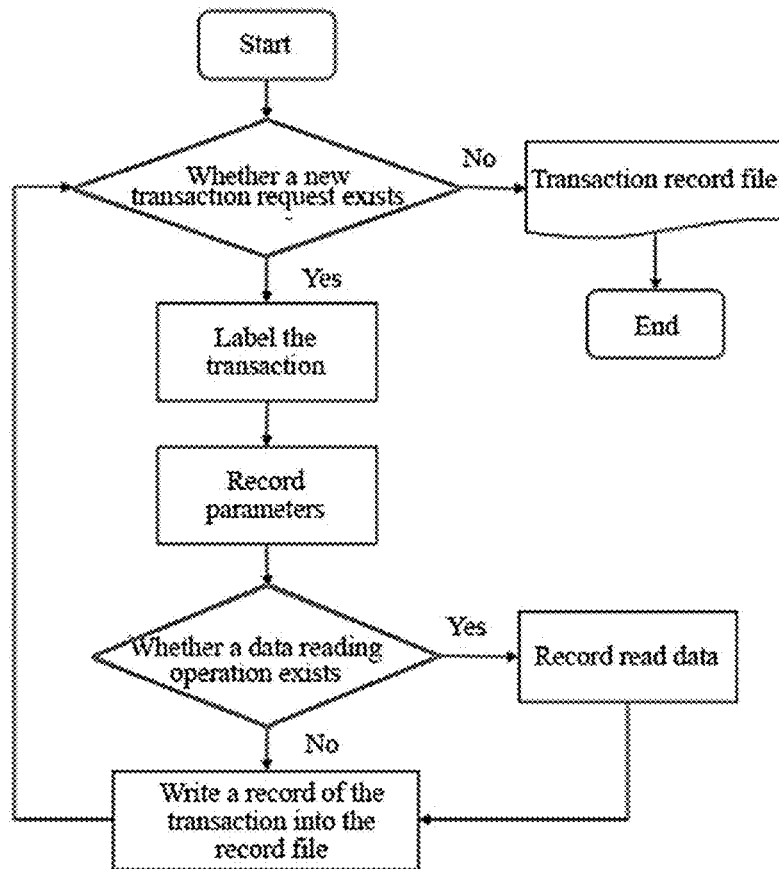 Start
Whether a new
transaction request exists
No
Transaction record file
Yes
End
Label the
transaction
Record
parameters
Whether a data reading
operation exists
Yes
Record read data
No
Write a record of the
transaction into the
record file